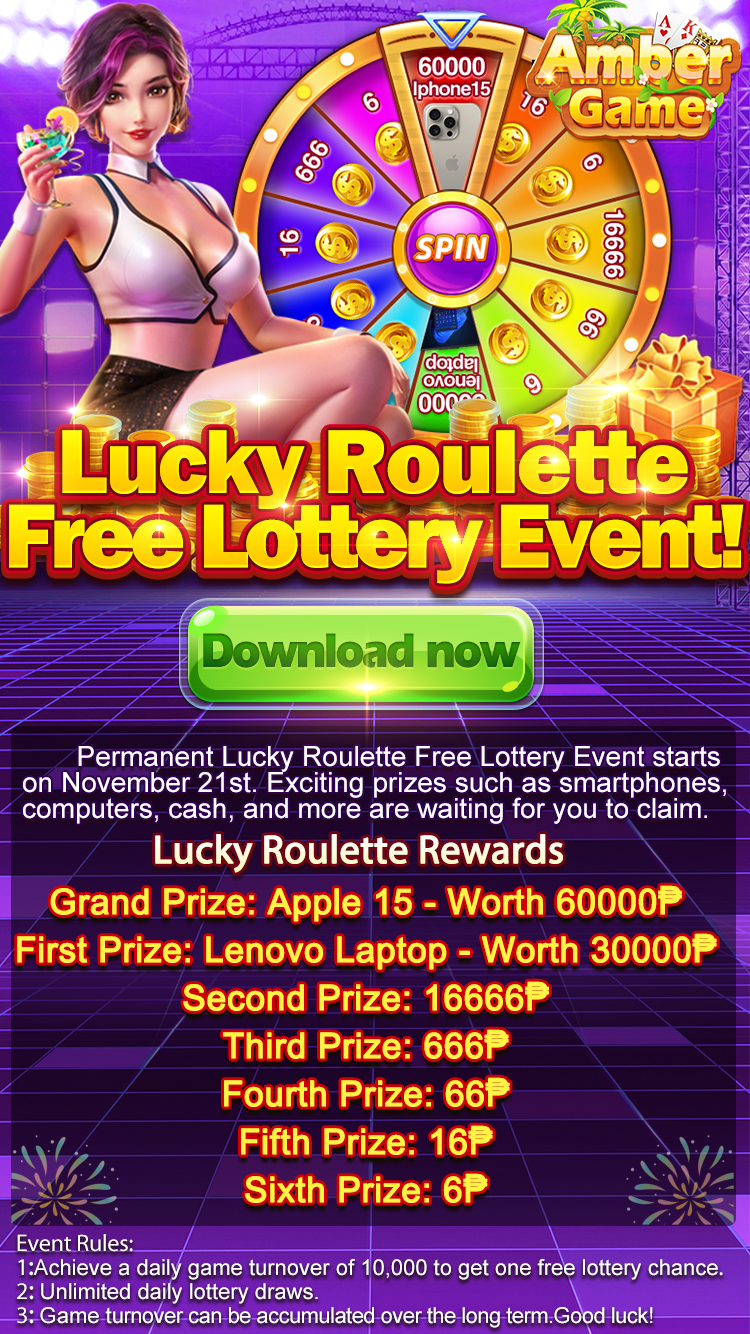 A K
Amber
Game
60000
Iphone15
16
6
16666
66
6
lenovo
laptop
16
666
6
SPIN
Lucky Roulette
Free Lottery Event!
Download now
Permanent Lucky Roulette Free Lottery Event starts
on November 21st. Exciting prizes such as smartphones,
computers, cash, and more are waiting for you to claim.
Lucky Roulette Rewards
Grand Prize: Apple 15 - Worth 60000₱
First Prize: Lenovo Laptop - Worth 30000₱
Second Prize: 16666₱
Third Prize: 666₱
Fourth Prize: 66₱
Fifth Prize: 16₱
Sixth Prize: 6₱
Event Rules:
1:Achieve a daily game turnover of 10,000 to get one free lottery chance.
2: Unlimited daily lottery draws.
3: Game turnover can be accumulated over the long term.Good luck!